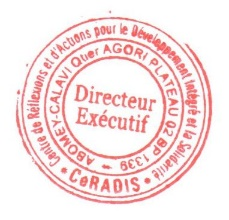 Centre de Réflexions et d'Actions pour le Développement Intégré et la Solidarité
* CeRADIS *
ABOMEY-CALAVI Qtier AGORI PLATEAU 02 BP 1339
Directeur
Exécutif